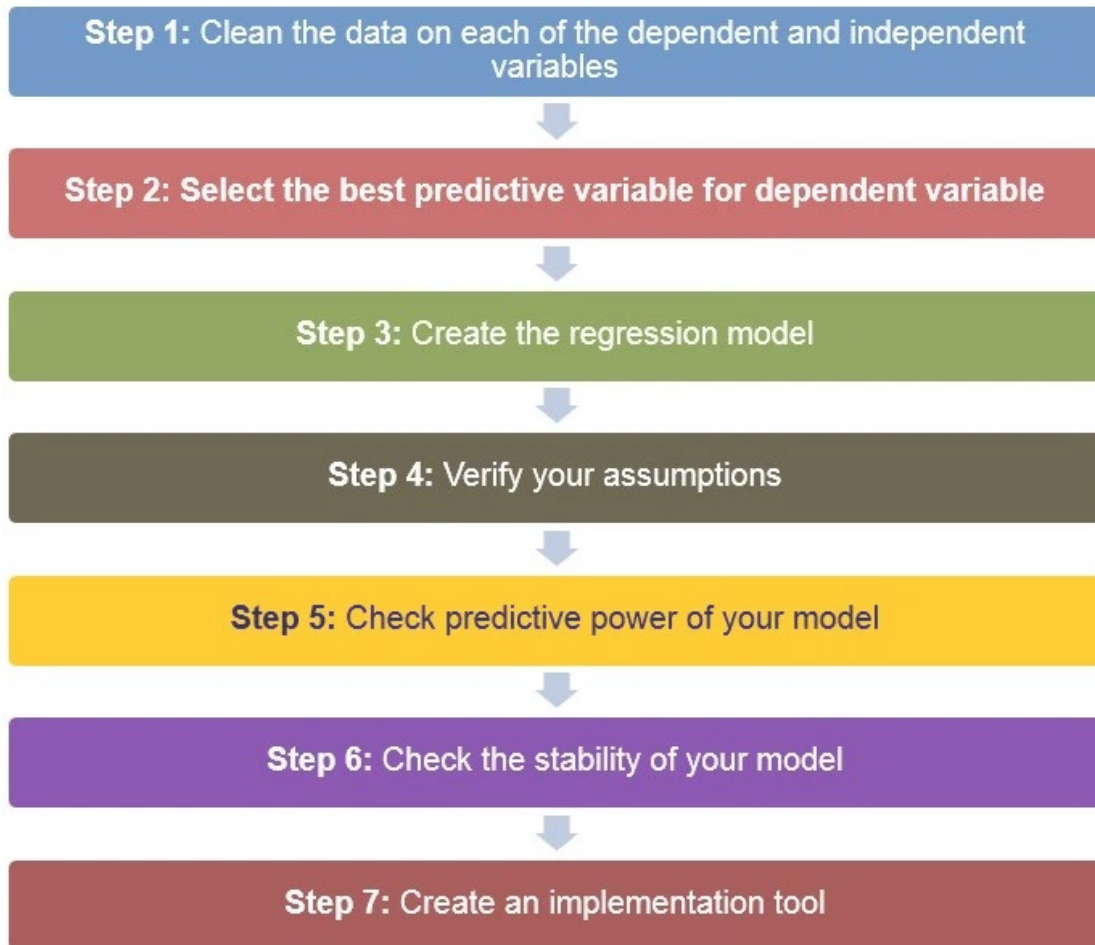 Step 1: Clean the data on each of the dependent and independent
variables
Step 2: Select the best predictive variable for dependent variable
Step 3: Create the regression model
Step 4: Verify your assumptions
Step 5: Check predictive power of your model
Step 6: Check the stability of your model
Step 7: Create an implementation tool